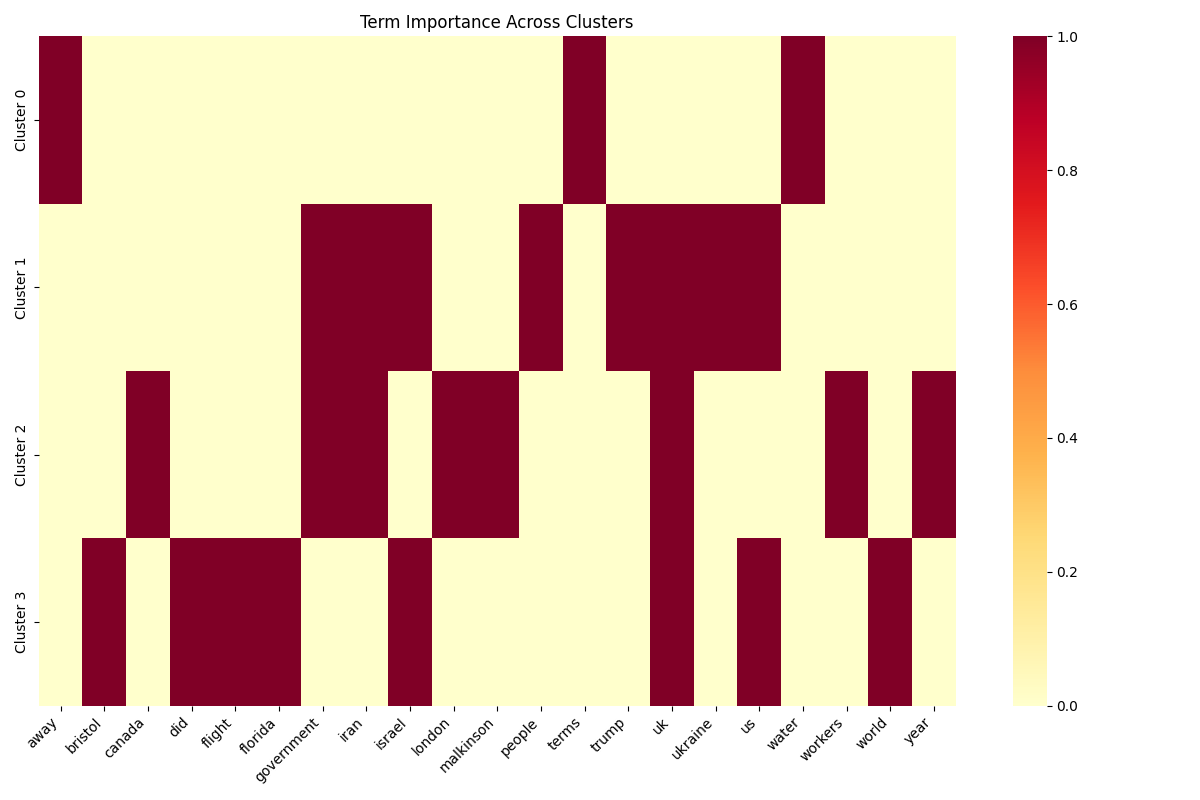 Term Importance Across Clusters
Cluster 0
Cluster 1
Cluster 2
Cluster 3
away
bristol
canada
did
flight
florida
government
iran
israel
london
malkinson
people
terms
trump
uk
ukraine
us
water
workers
world
year
1.0
0.8
0.6
0.4
0.2
0.0